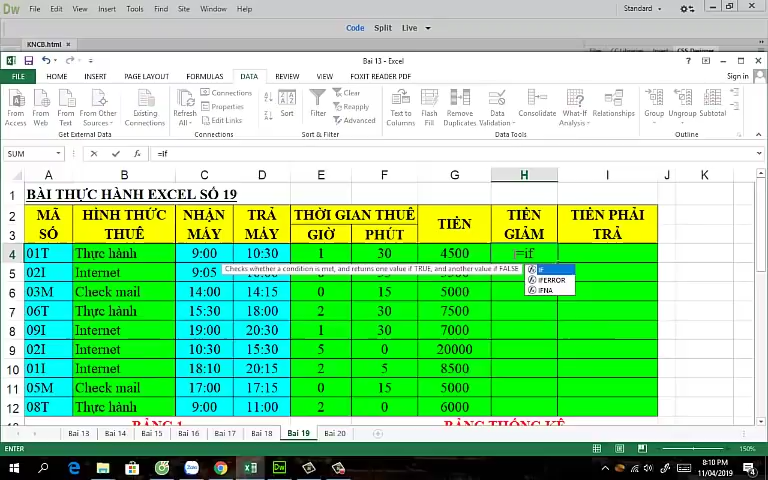 Dw File Edit View Insert Tools Find Site Window Help Standard
Code Split Live
KNCB.html ×
Files CC Libraries Insert CSS Designer
Bai 13 - Excel
FILE HOME INSERT PAGE LAYOUT FORMULAS DATA REVIEW VIEW FOXIT READER PDF Sign in
From Access
From Web
From Text
From Other Sources
Existing Connections
Refresh All
Connections
Properties
Edit Links
Sort
Filter
Clear
Reapply
Advanced
Text to Columns
Flash Fill
Remove Duplicates
Data Validation
Consolidate
What-If Analysis
Relationships
Group
Ungroup
Subtotal
Get External Data Connections Sort & Filter Data Tools Outline
SUM =if
A B C D E F G H I J K
1 BÀI THỰC HÀNH EXCEL SỐ 19
2 MÃ HÌNH THỨC NHẬN TRẢ THỜI GIAN THUÊ TIỀN TIỀN TIỀN PHẢI
3 SỐ THUÊ MÁY MÁY GIỜ PHÚT GIẢM TRẢ
4 01T Thực hành 9:00 10:30 1 30 4500 =if
5 02I Internet 9:05
Checks whether a condition is met, and returns one value if TRUE, and another value if FALSE
IF
IFERROR
IFNA
6 03M Check mail 14:00 14:15 0 15 5000
7 06T Thực hành 15:30 18:00 2 30 7500
8 09I Internet 19:00 20:30 1 30 7000
9 02I Internet 10:30 15:30 5 0 20000
10 01I Internet 18:10 20:15 2 5 8500
11 05M Check mail 17:00 17:15 0 15 5000
12 08T Thực hành 9:00 11:00 2 0 6000
BẢNG 1 BẢNG THỐNG KÊ
Bai 13 Bai 14 Bai 15 Bai 16 Bai 17 Bai 18 Bai 19 Bai 20
ENTER 150%
8:10 PM
11/04/2019